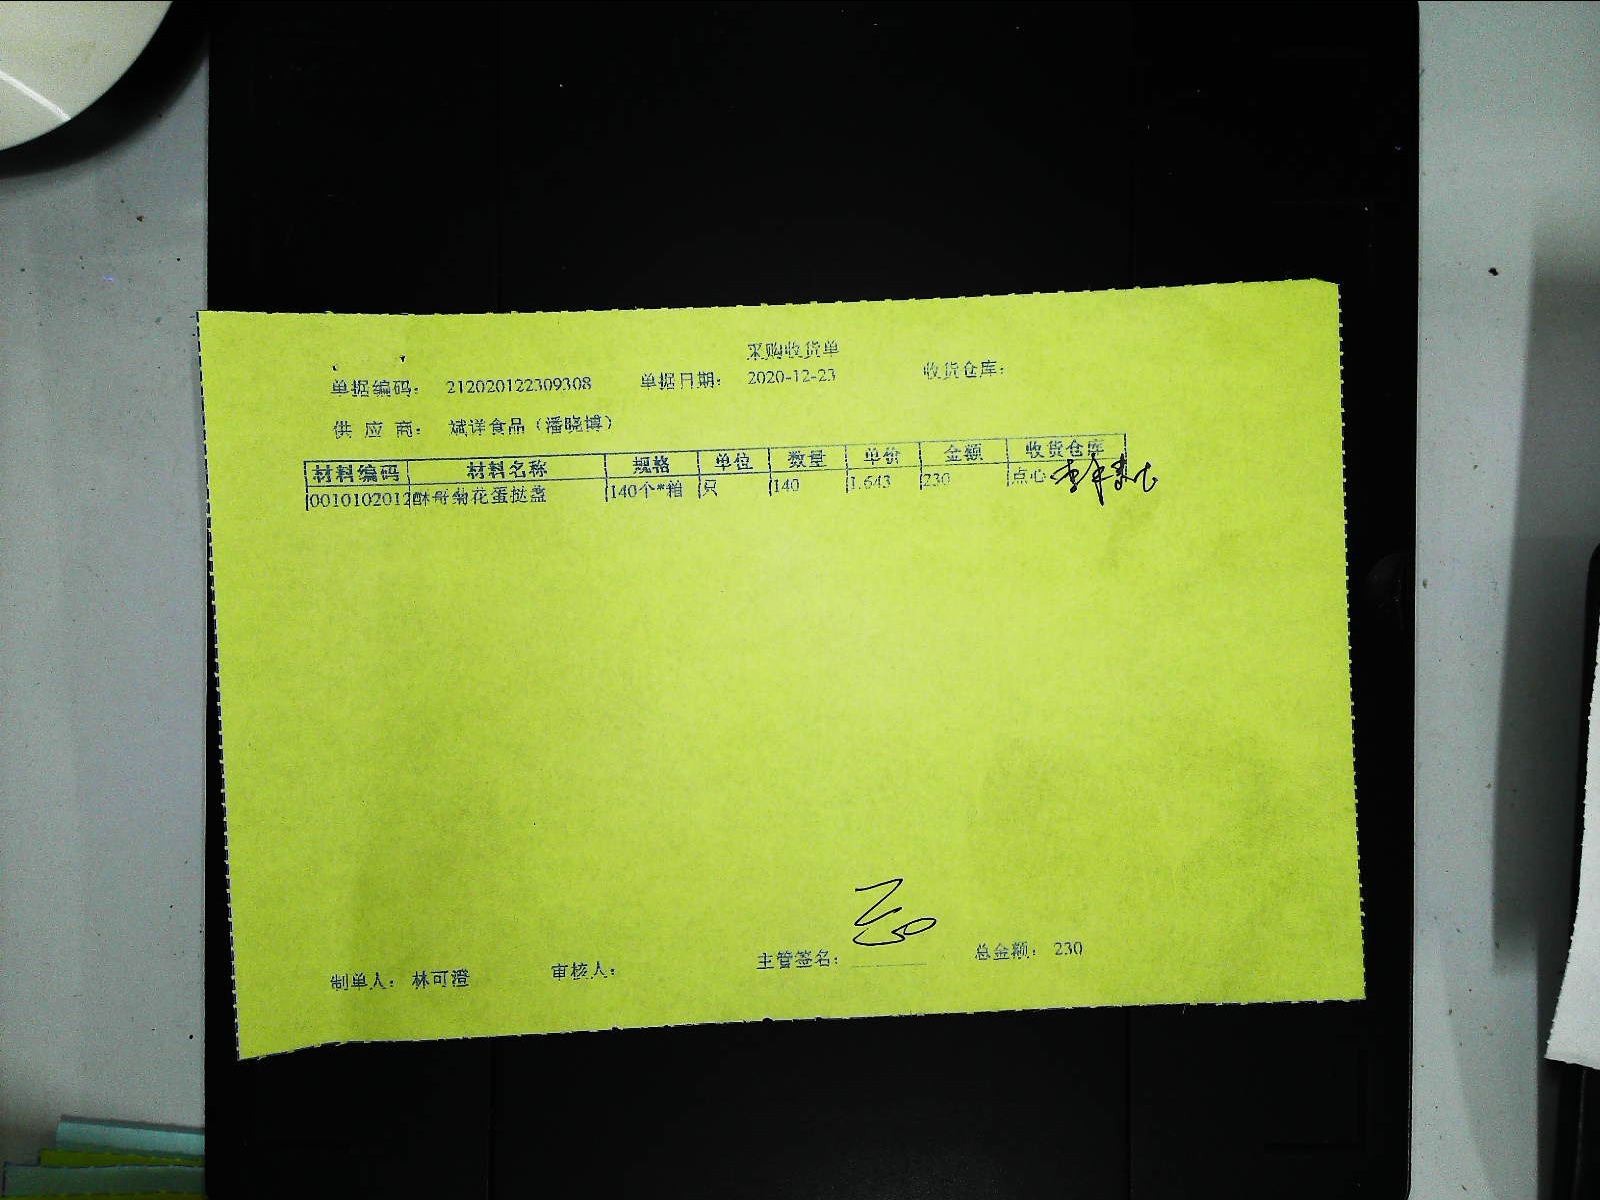 采购收货单
单据编码： 212020122309308 单据日期： 2020-12-23 收货仓库：
供 应 商： 斌洋食品（潘晓博）
材料编码 材料名称 规格 单位 数量 单价 金额 收货仓库
0010102012 酥哥菊花蛋挞盏 140个*箱 只 140 1.643 230 点心
制单人： 林可澄 审核人： 主管签名： 总金额： 230